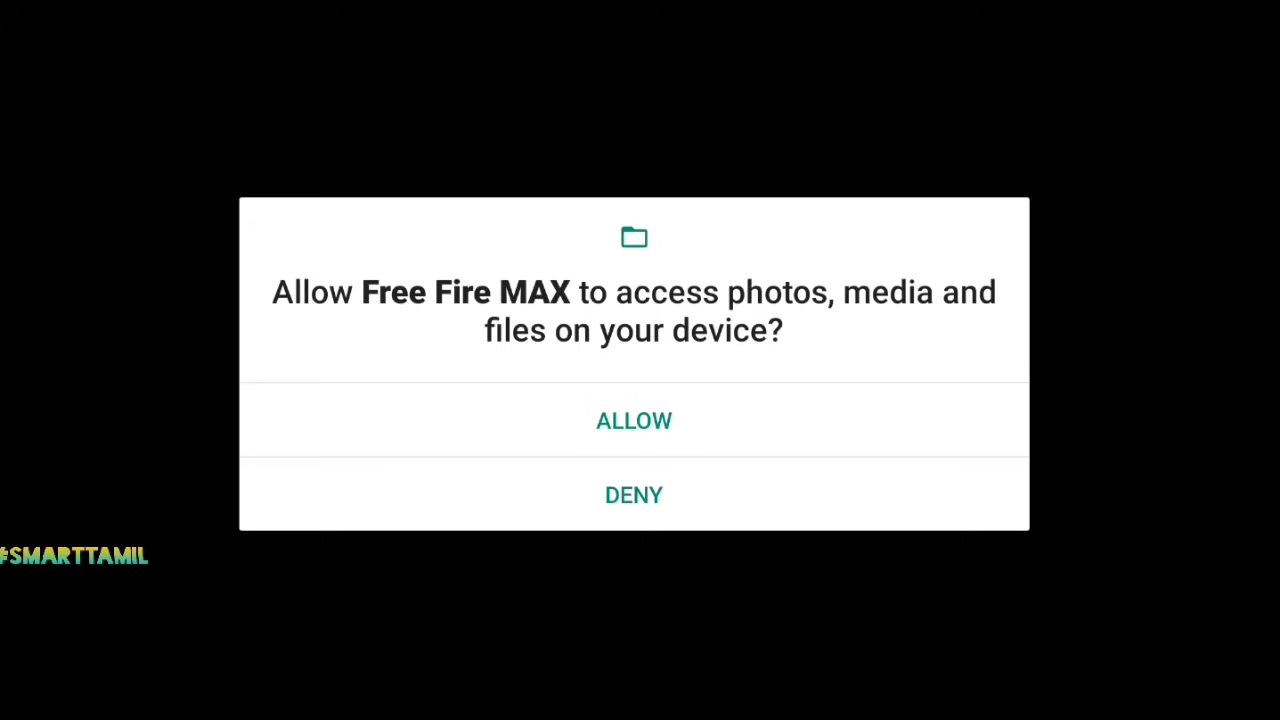 Allow Free Fire MAX to access photos, media and
files on your device?
ALLOW
DENY
#SMARTTAMIL